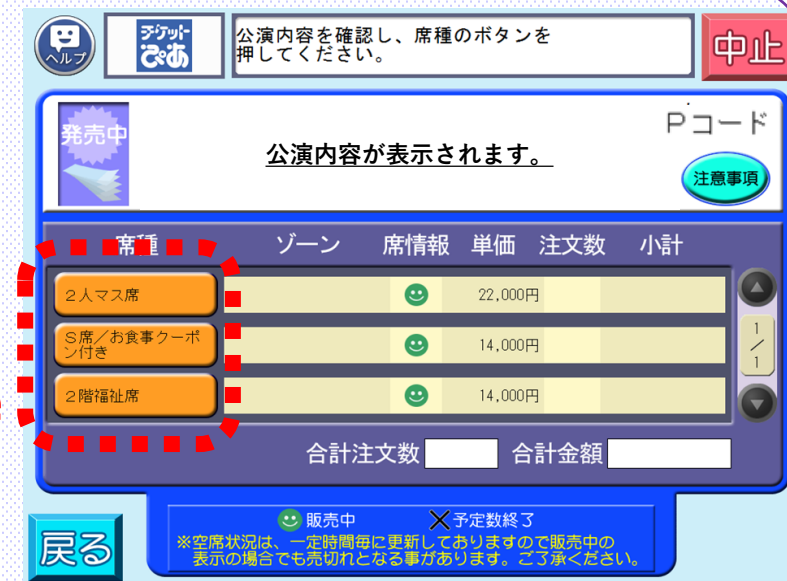 ヘルプ
チケット
ぴあ
公演内容を確認し、席種のボタンを
押してください。
中止
発売中
公演内容が表示されます。
Pコード
注意事項
席種 ゾーン 席情報 単価 注文数 小計
2人マス席 22,000円
S席/お食事クーポ
ン付き 14,000円
2階福祉席 14,000円
1
/
1
合計注文数 合計金額
戻る
販売中 ×予定数終了
※空席状況は、一定時間毎に更新しておりますので販売中の
表示の場合でも売切れとなる事があります。ご了承ください。